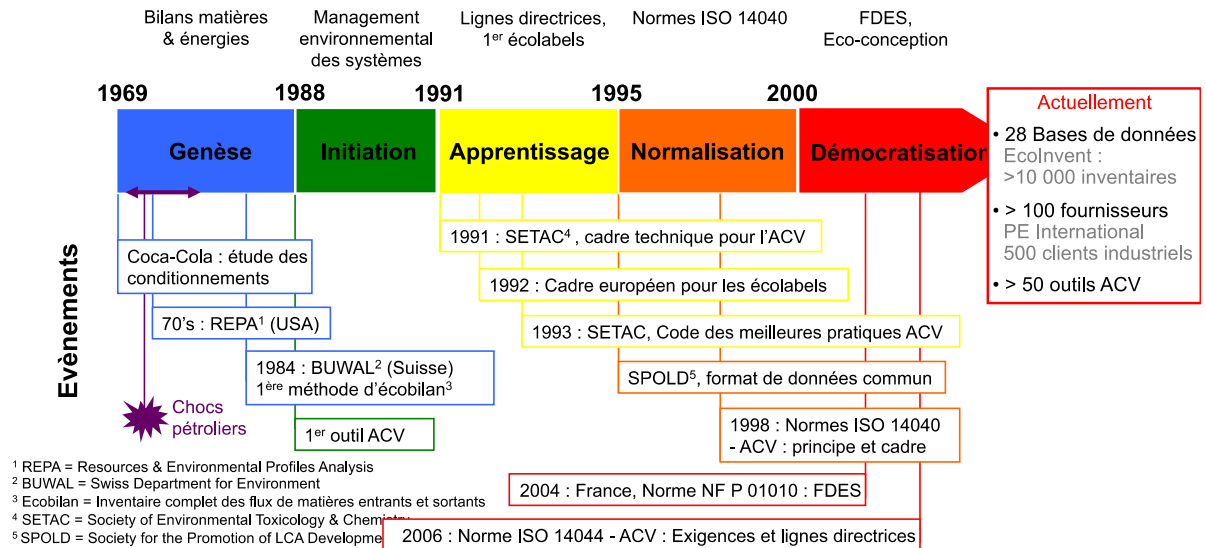 Bilans matières
& énergies
Management
environnemental
des systèmes
Lignes directrices,
1er écolabels
Normes ISO 14040
FDES,
Eco-conception
1969
1988
1991
1995
2000
Genèse
Initiation
Apprentissage
Normalisation
Démocratisation
Actuellement
• 28 Bases de données
EcoInvent :
>10 000 inventaires
• > 100 fournisseurs
PE International
500 clients industriels
• > 50 outils ACV
Evènements
Coca-Cola : étude des
conditionnements
70's : REPA1 (USA)
1984 : BUWAL2 (Suisse)
1ère méthode d'écobilan3
1er outil ACV
Chocs
pétroliers
1991 : SETAC4 , cadre technique pour l'ACV
1992 : Cadre européen pour les écolabels
1993 : SETAC, Code des meilleures pratiques ACV
SPOLD5, format de données commun
1998 : Normes ISO 14040
- ACV : principe et cadre
2004 : France, Norme NF P 01010 : FDES
2006 : Norme ISO 14044 - ACV : Exigences et lignes directrices
1 REPA = Resources & Environmental Profiles Analysis
2 BUWAL = Swiss Department for Environment
3 Ecobilan = Inventaire complet des flux de matières entrants et sortants
4 SETAC = Society of Environmental Toxicology & Chemistry
5 SPOLD = Society for the Promotion of LCA Developme